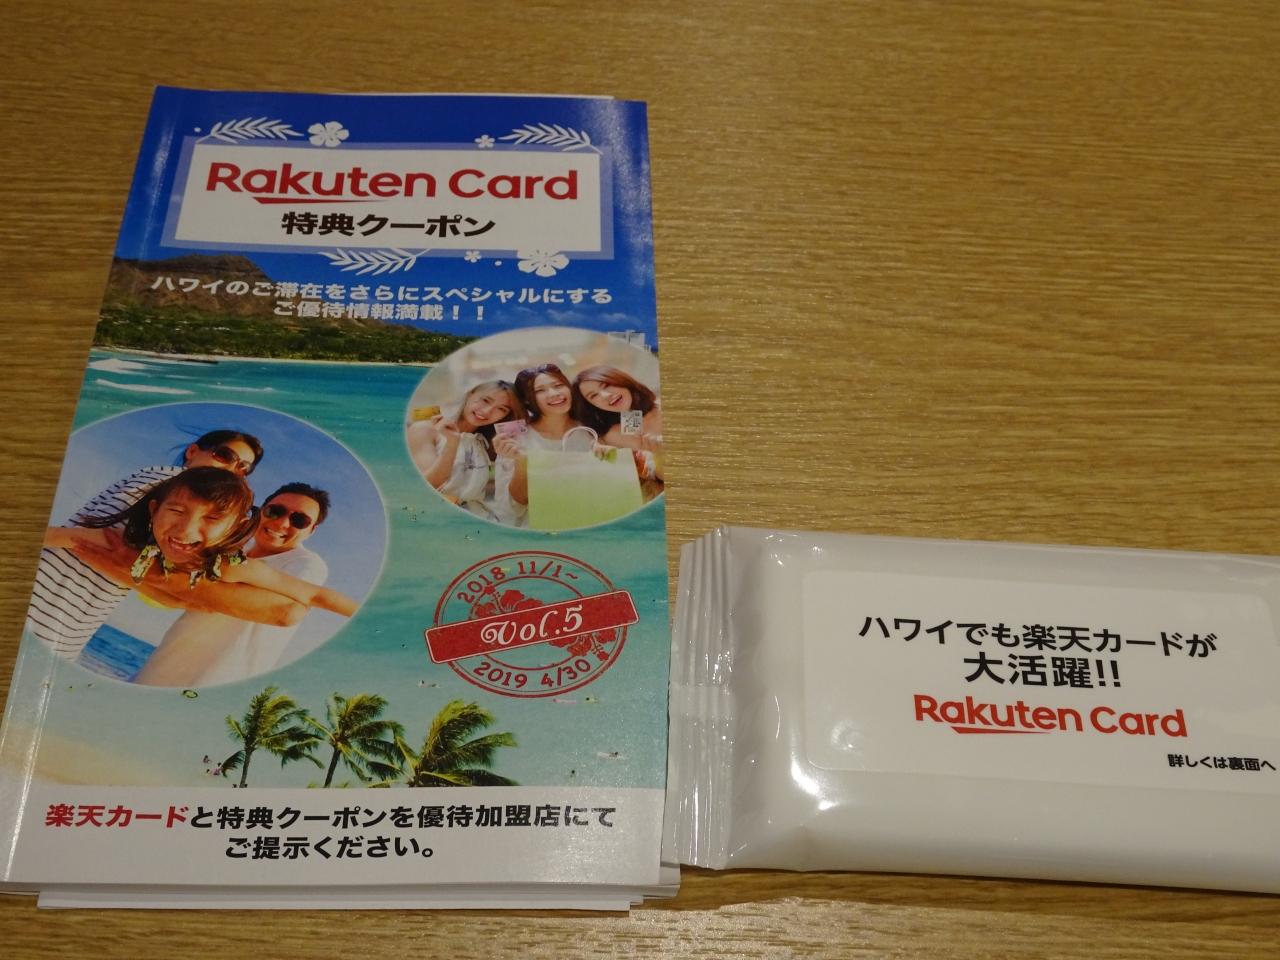 Rakuten Card
特典クーポン
ハワイのご滞在をさらにスペシャルにする
ご優待情報満載！！
2018 11/1~
Vol.5
2019 4/30
楽天カードと特典クーポンを優待加盟店にて
ご提示ください。
ハワイでも楽天カードが
大活躍!!
Rakuten Card
詳しくは裏面へ